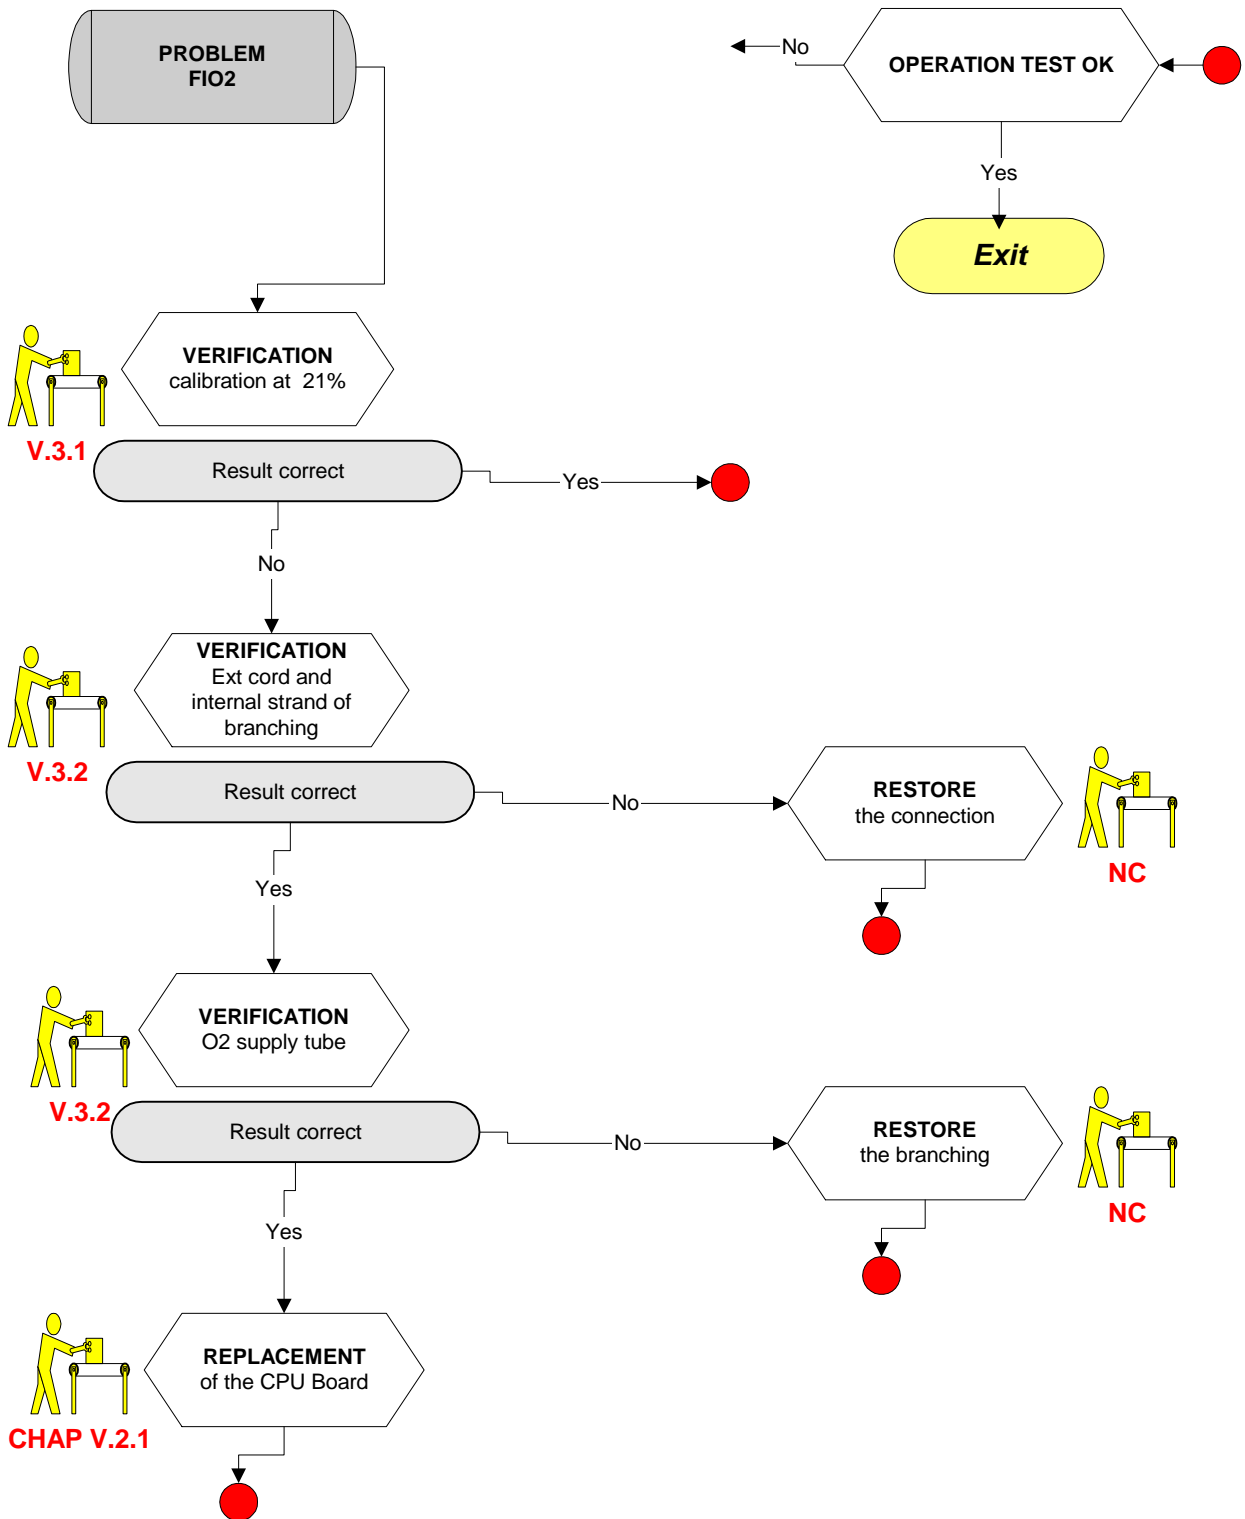 PROBLEM
FIO2
No
OPERATION TEST OK
Yes
Exit
VERIFICATION
calibration at  21%
V.3.1
Result correct
Yes
No
VERIFICATION
Ext cord and
internal strand of
branching
V.3.2
Result correct
No
RESTORE
the connection
NC
Yes
VERIFICATION
O2 supply tube
V.3.2
Result correct
No
RESTORE
the branching
NC
Yes
REPLACEMENT
of the CPU Board
CHAP V.2.1